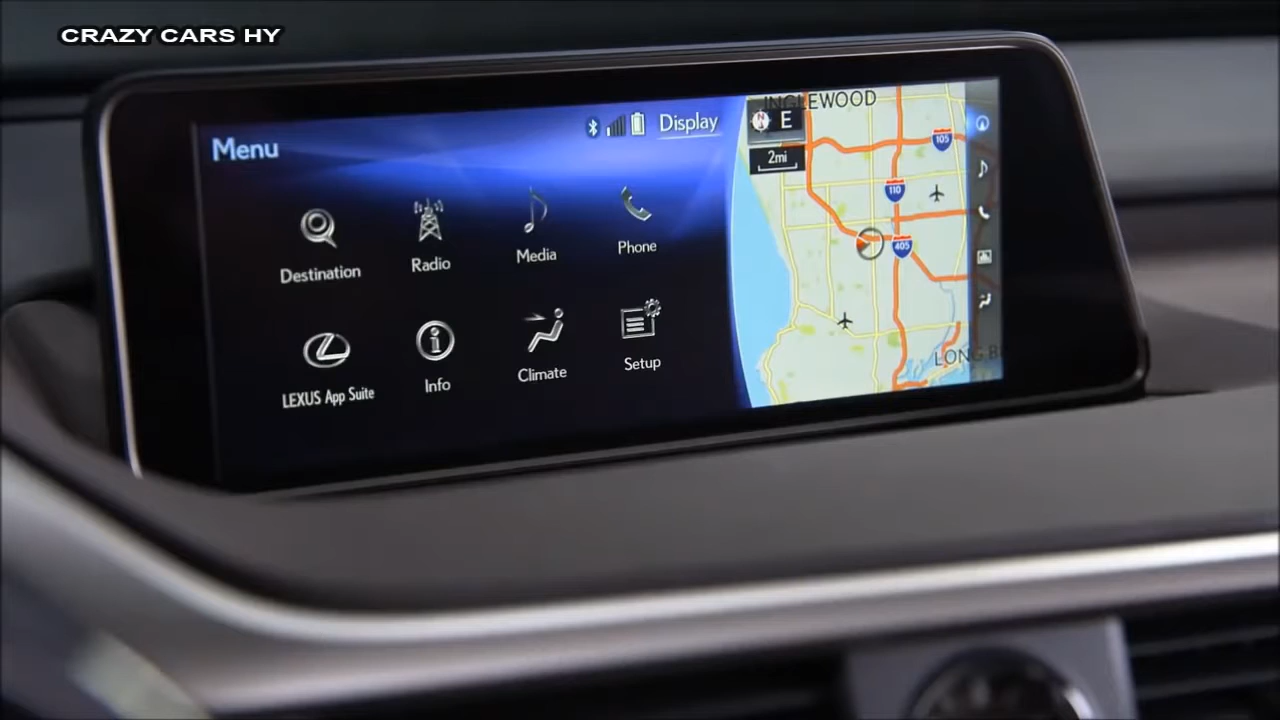 CRAZY CARS HY
Menu
Display
INGLEWOOD
E
2mi
105
110
405
Destination
Radio
Media
Phone
LEXUS App Suite
Info
Climate
Setup
LONG B